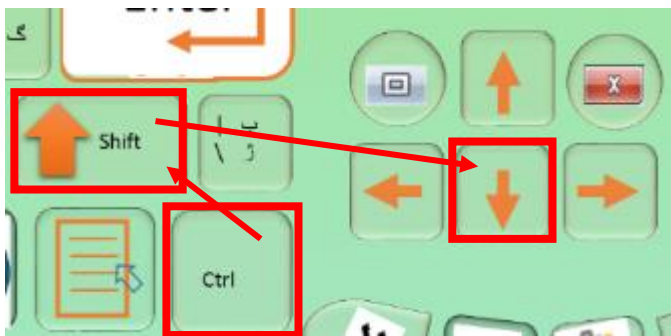 Enter
گ
Shift
پ |
ژ \
X
Ctrl